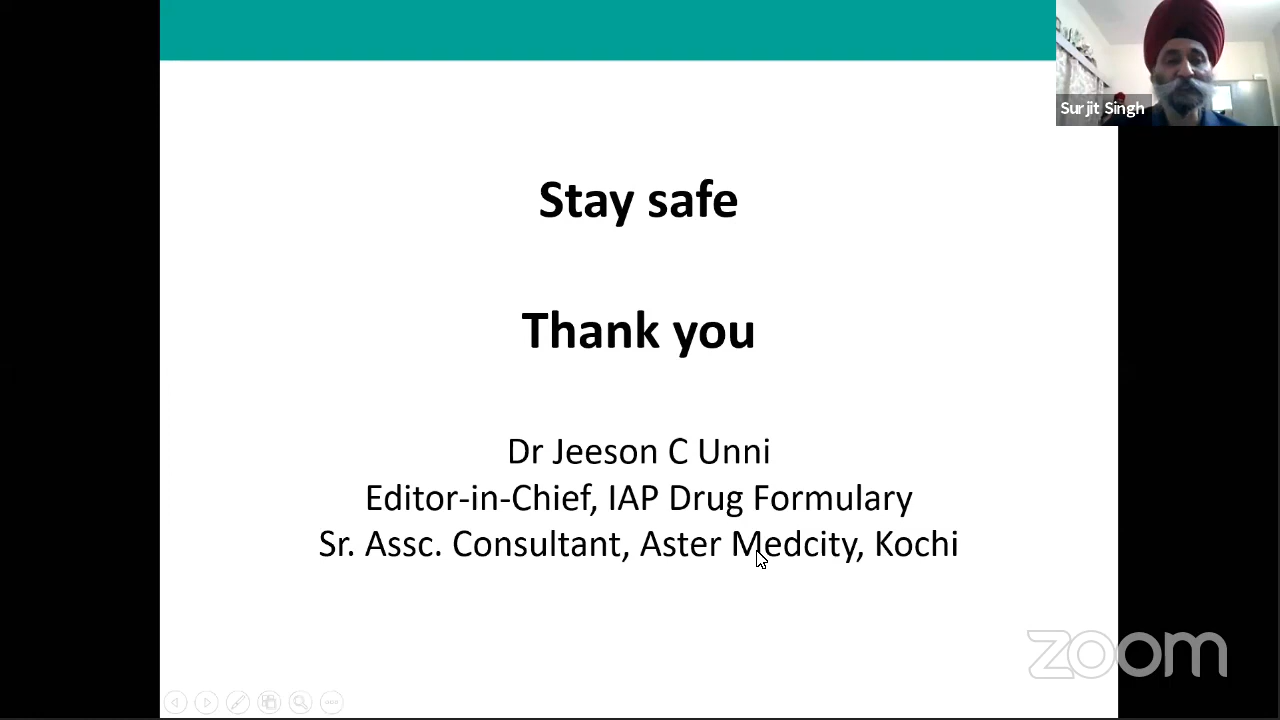 Surjit Singh
Stay safe
Thank you
Dr Jeeson C Unni
Editor-in-Chief, IAP Drug Formulary
Sr. Assc. Consultant, Aster Medcity, Kochi
zoom